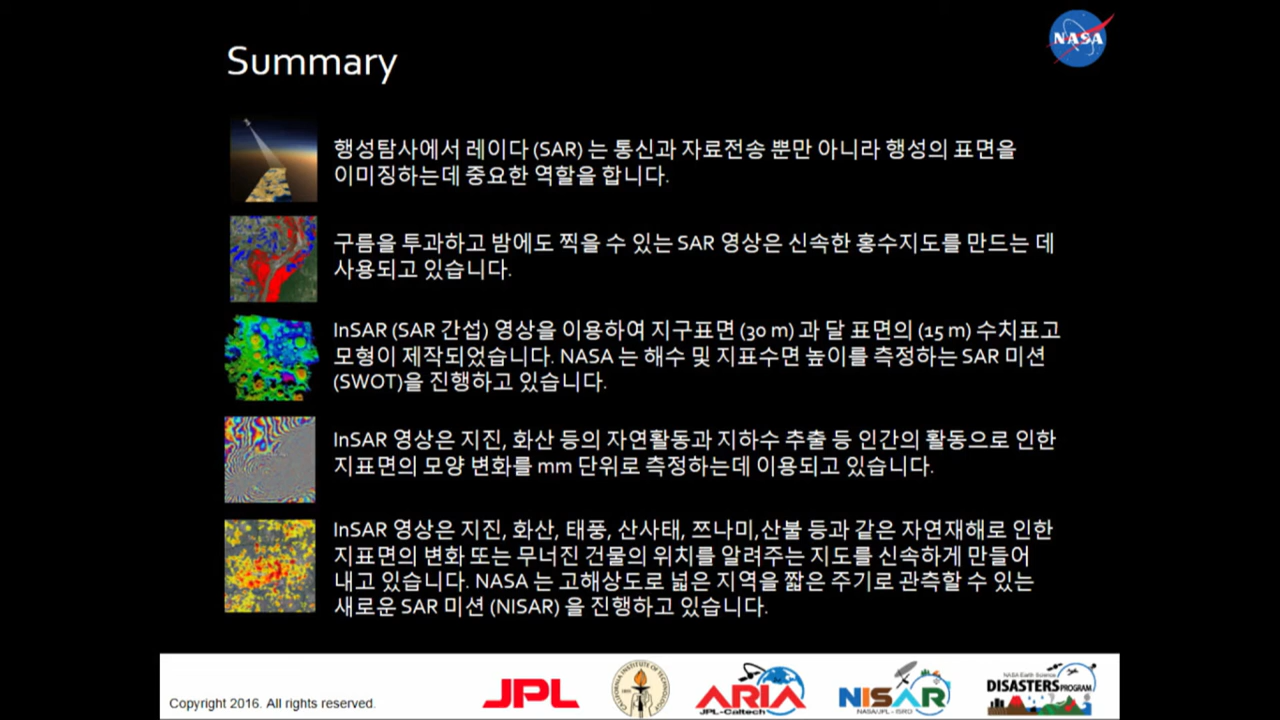 NASA
Summary
행성탐사에서 레이다 (SAR) 는 통신과 자료전송 뿐만 아니라 행성의 표면을
이미징하는데 중요한 역할을 합니다.
구름을 투과하고 밤에도 찍을 수 있는 SAR 영상은 신속한 홍수지도를 만드는 데
사용되고 있습니다.
InSAR (SAR 간섭) 영상을 이용하여 지구표면 (30 m) 과 달 표면의 (15 m) 수치표고
모형이 제작되었습니다. NASA 는 해수 및 지표수면 높이를 측정하는 SAR 미션
(SWOT)을 진행하고 있습니다.
InSAR 영상은 지진, 화산 등의 자연활동과 지하수 추출 등 인간의 활동으로 인한
지표면의 모양 변화를 mm 단위로 측정하는데 이용되고 있습니다.
InSAR 영상은 지진, 화산, 태풍, 산사태, 쯔나미,산불 등과 같은 자연재해로 인한
지표면의 변화 또는 무너진 건물의 위치를 알려주는 지도를 신속하게 만들어
내고 있습니다. NASA 는 고해상도로 넓은 지역을 짧은 주기로 관측할 수 있는
새로운 SAR 미션 (NISAR) 을 진행하고 있습니다.
Copyright 2016. All rights reserved.
JPL
ARIA
JPL-Caltech
NISAR
NASA/JPL - ISRO
NASA Earth Science
DISASTERS PROGRAM